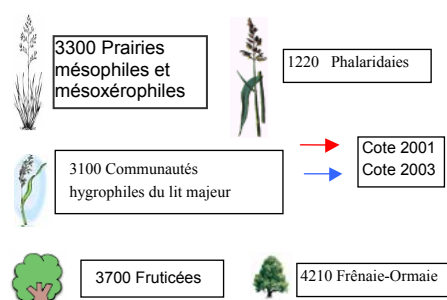 3300 Prairies
mésophiles et
mésoxérophiles
1220 Phalaridaies
3100 Communautés
hygrophiles du lit majeur
Cote 2001
Cote 2003
3700 Fruticées
4210 Frênaie-Ormaie